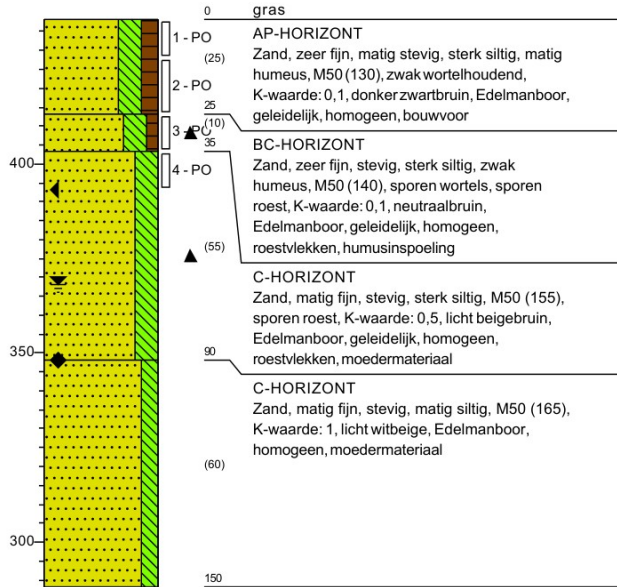 0 gras
1 - PO
(25)
2 - PO
25
AP-HORIZONT
Zand, zeer fijn, matig stevig, sterk siltig, matig
humeus, M50 (130), zwak wortelhoudend,
K-waarde: 0,1, donkerzwartbruin, Edelmanboor,
geleidelijk, homogeen, bouwvoor
3 - PO
(10)
35
4 - PO
400
BC-HORIZONT
Zand, zeer fijn, stevig, sterk siltig, zwak
humeus, M50 (140), sporen wortels, sporen
roest, K-waarde: 0,1, neutraalbruin,
Edelmanboor, geleidelijk, homogeen,
roestvlekken, humusinspoeling
(55)
C-HORIZONT
Zand, matig fijn, stevig, sterk siltig, M50 (155),
sporen roest, K-waarde: 0,5, licht beigebruin,
Edelmanboor, geleidelijk, homogeen,
roestvlekken, moedermateriaal
350
90
C-HORIZONT
Zand, matig fijn, stevig, matig siltig, M50 (165),
K-waarde: 1, licht witbeige, Edelmanboor,
homogeen, moedermateriaal
(60)
300
150